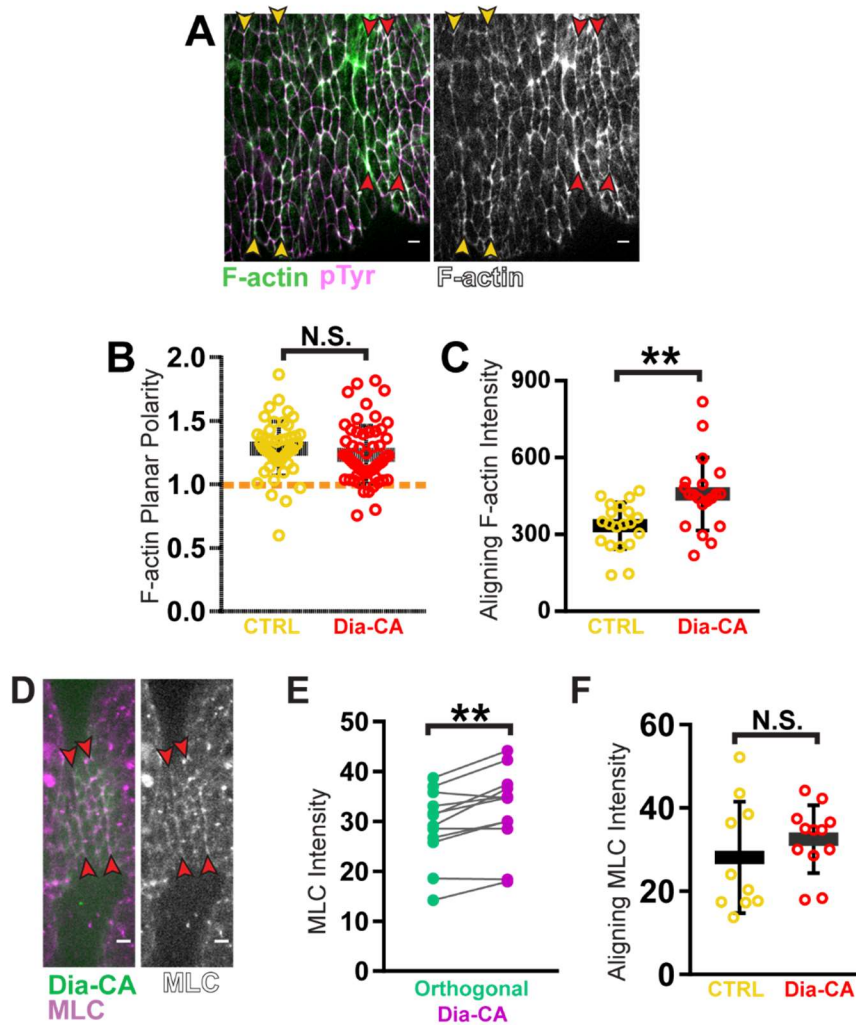 A
F-actin pTyr
F-actin
B
N.S.
F-actin Planar Polarity
2.0
1.5
1.0
0.5
0.0
CTRL Dia-CA
C
**
Aligning F-actin Intensity
900
600
300
0
CTRL Dia-CA
D
Dia-CA
MLC
MLC
E
**
MLC Intensity
50
40
30
20
10
0
Orthogonal
Dia-CA
F
N.S.
Aligning MLC Intensity
60
40
20
0
CTRL Dia-CA